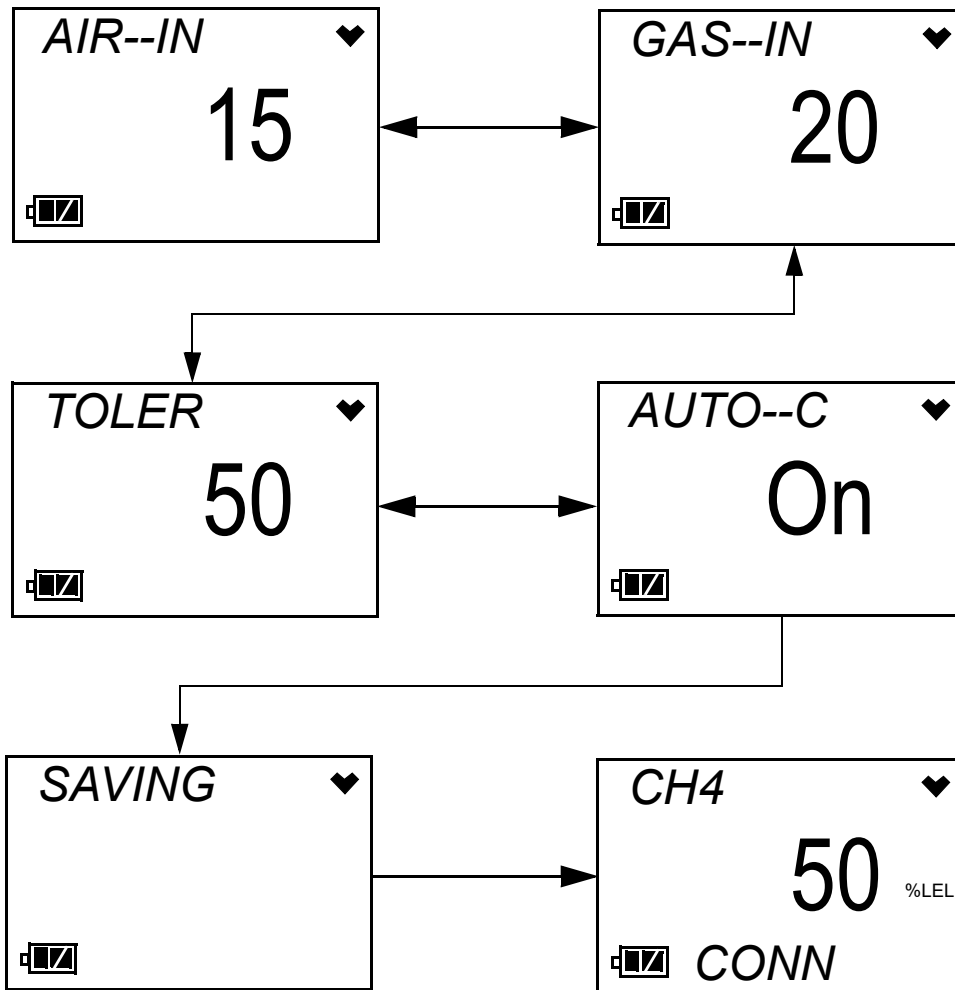 AIR--IN
15
GAS--IN
20
TOLER
50
AUTO--C
On
SAVING
CH4
50 %LEL
CONN